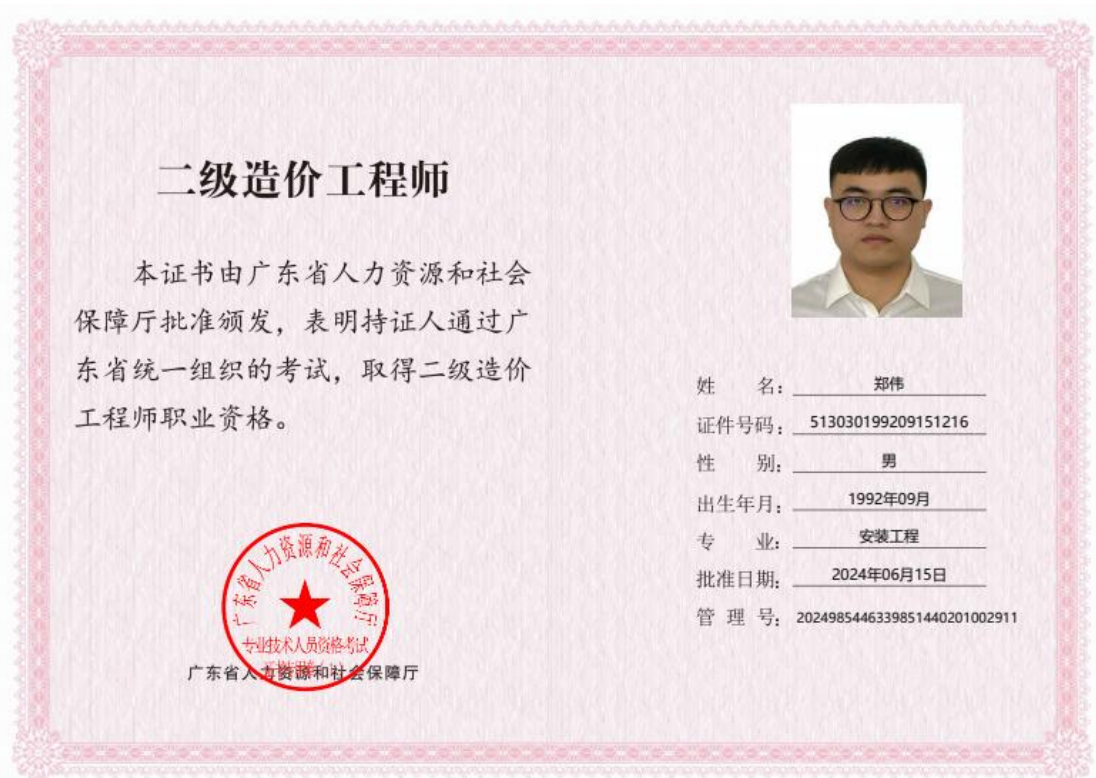 二级造价工程师
本证书由广东省人力资源和社会
保障厅批准颁发，表明持证人通过广
东省统一组织的考试，取得二级造价
工程师职业资格。
广东省人力资源和社会保障厅
专业技术人员资格考试
广东省人力资源和社会保障厅
姓 名：郑伟
证件号码：513030199209151216
性 别：男
出生年月：1992年09月
专 业：安装工程
批准日期：2024年06月15日
管 理 号：20249854463398514402010029​11